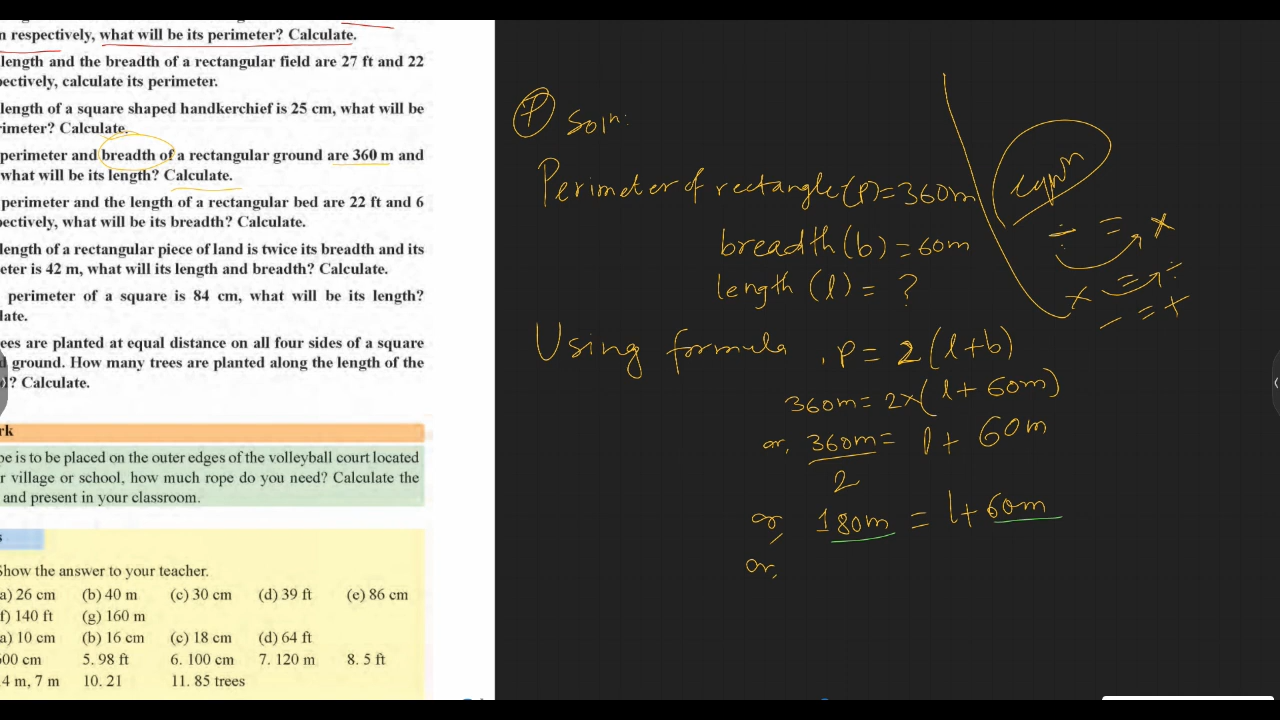 n respectively, what will be its perimeter? Calculate.
length and the breadth of a rectangular field are 27 ft and 22
pectively, calculate its perimeter.
length of a square shaped handkerchief is 25 cm, what will be
rimeter? Calculate.
perimeter and breadth of a rectangular ground are 360 m and
what will be its length? Calculate.
perimeter and the length of a rectangular bed are 22 ft and 6
pectively, what will be its breadth? Calculate.
length of a rectangular piece of land is twice its breadth and its
eter is 42 m, what will its length and breadth? Calculate.
perimeter of a square is 84 cm, what will be its length?
late.
ees are planted at equal distance on all four sides of a square
d ground. How many trees are planted along the length of the
)? Calculate.
rk
pe is to be placed on the outer edges of the volleyball court located
r village or school, how much rope do you need? Calculate the
and present in your classroom.
s
Show the answer to your teacher.
a) 26 cm (b) 40 m (c) 30 cm (d) 39 ft (e) 86 cm
f) 140 ft (g) 160 m
a) 10 cm (b) 16 cm (c) 18 cm (d) 64 ft
500 cm 5. 98 ft 6. 100 cm 7. 120 m 8. 5 ft
4 m, 7 m 10. 21 11. 85 trees
7 Soln:
Perimeter of rectangle (P) = 360m
breadth (b) = 60m
length (l) = ?
Using formula, P = 2(l+b)
360m = 2×(l + 60m)
or, 360m = l + 60m
2
or, 180m = l + 60m
or,
÷ = ×
× = ÷
− = +